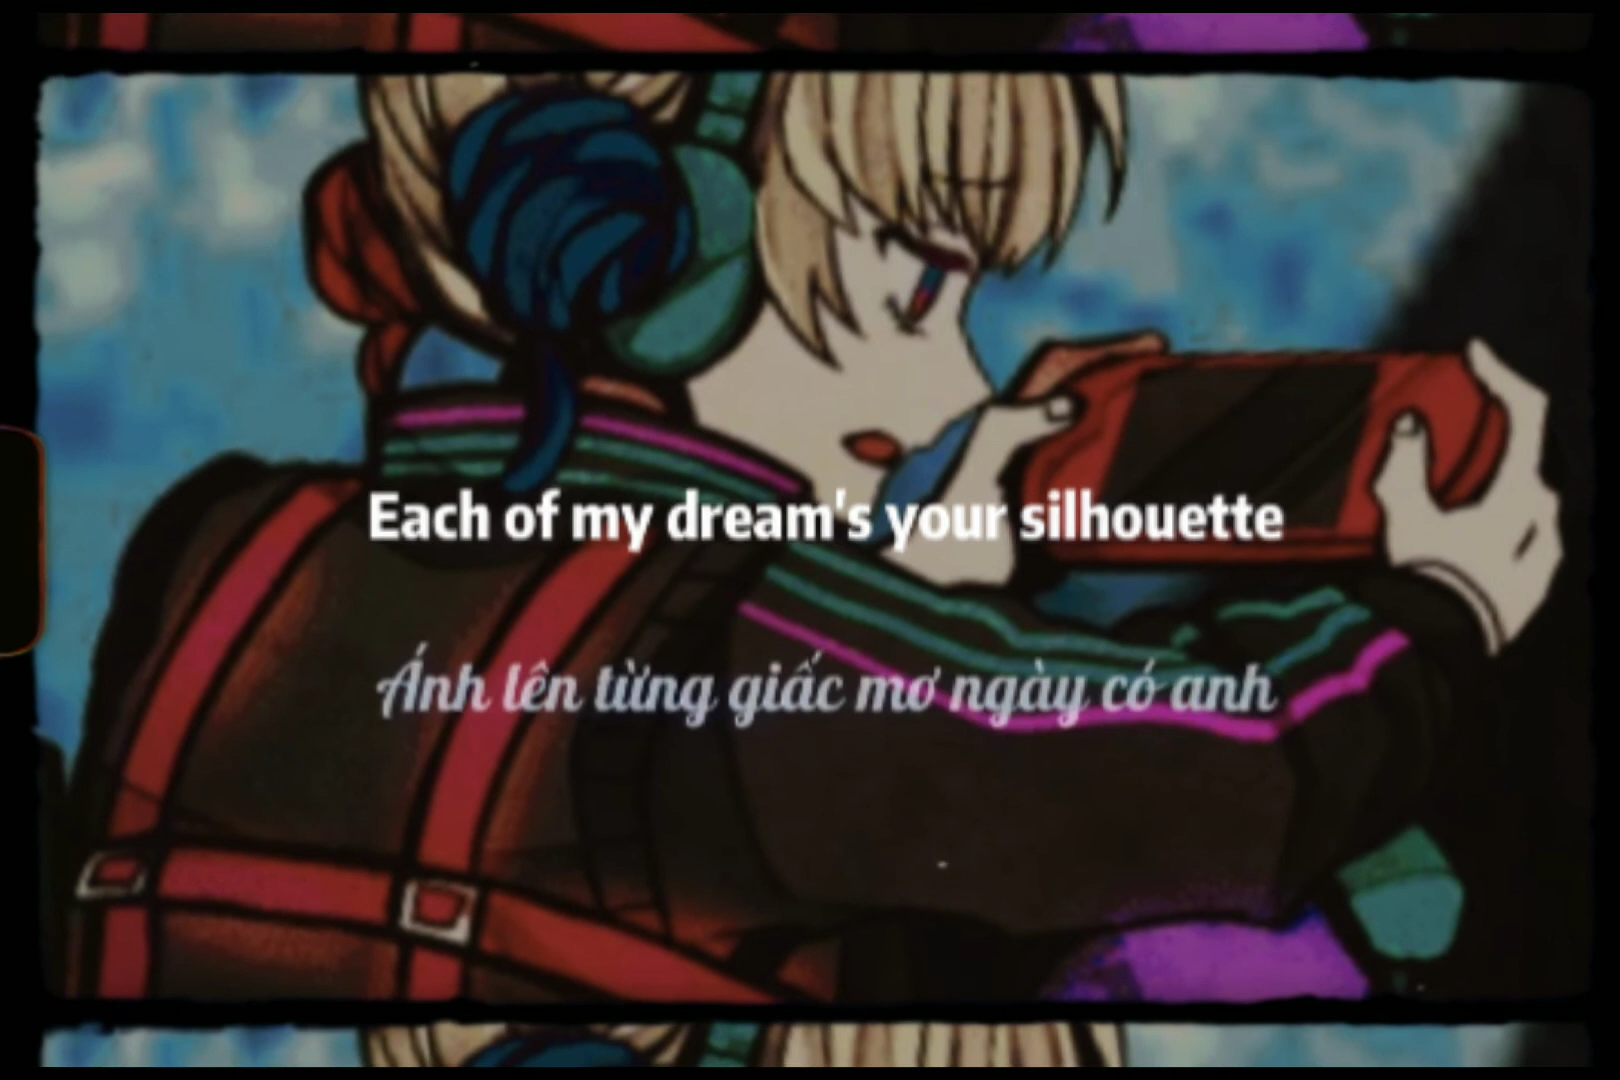 Each of my dream's your silhouette
Ánh lên từng giấc mơ ngày có anh